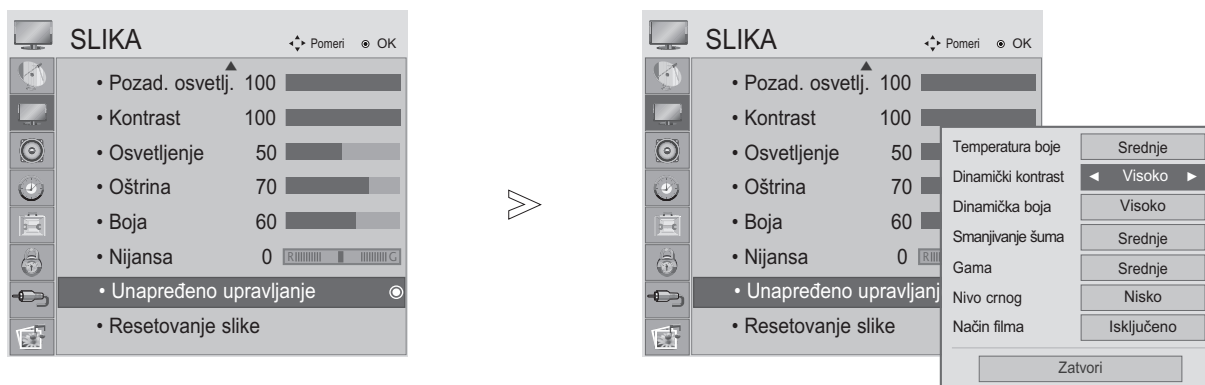 SLIKA Pomeri OK
• Pozad. osvetlj. 100
• Kontrast 100
• Osvetljenje 50
• Oštrina 70
• Boja 60
• Nijansa 0 R G
• Unapređeno upravljanje
• Resetovanje slike
SLIKA Pomeri OK
• Pozad. osvetlj. 100
• Kontrast 100
• Osvetljenje 50
• Oštrina 70
• Boja 60
• Nijansa 0 R
• Unapređeno upravljanj
• Resetovanje slike
Temperatura boje Srednje
Dinamički kontrast ◄ Visoko ►
Dinamička boja Visoko
Smanjivanje šuma Srednje
Gama Srednje
Nivo crnog Nisko
Način filma Isključeno
Zatvori